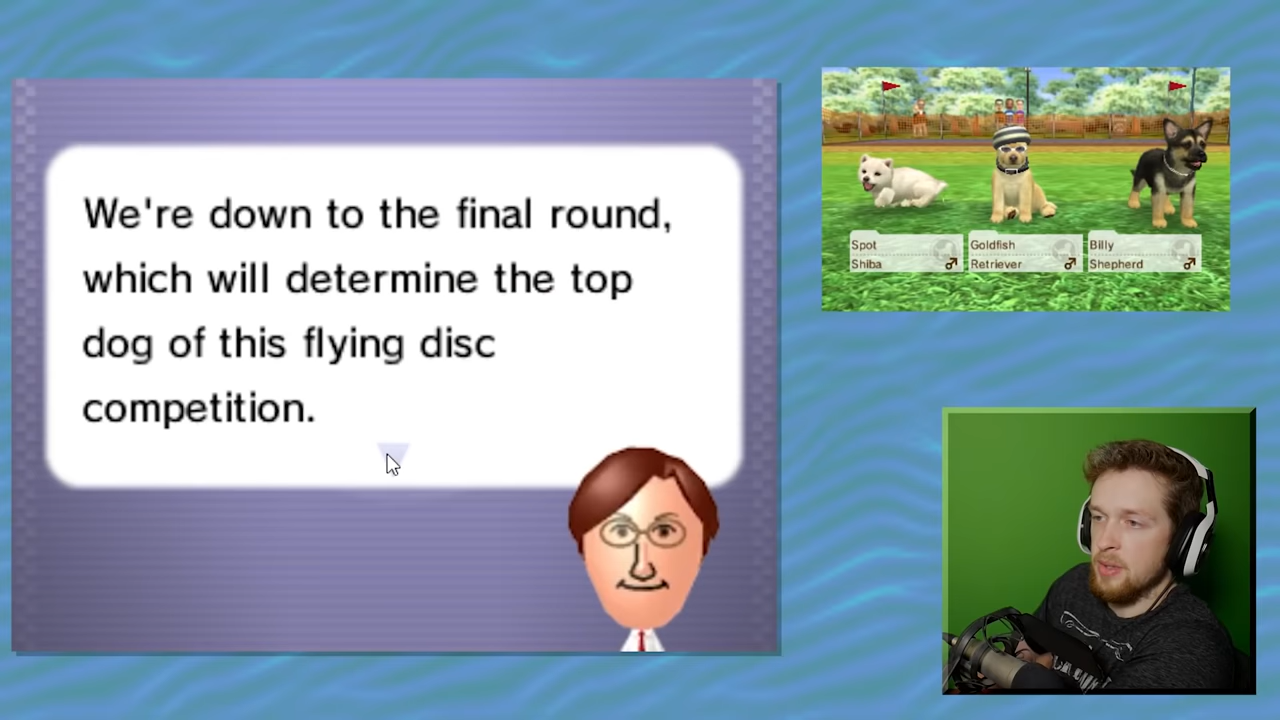 We're down to the final round,
which will determine the top
dog of this flying disc
competition.
Spot
Shiba ♂
Goldfish
Retriever ♂
Billy
Shepherd ♂